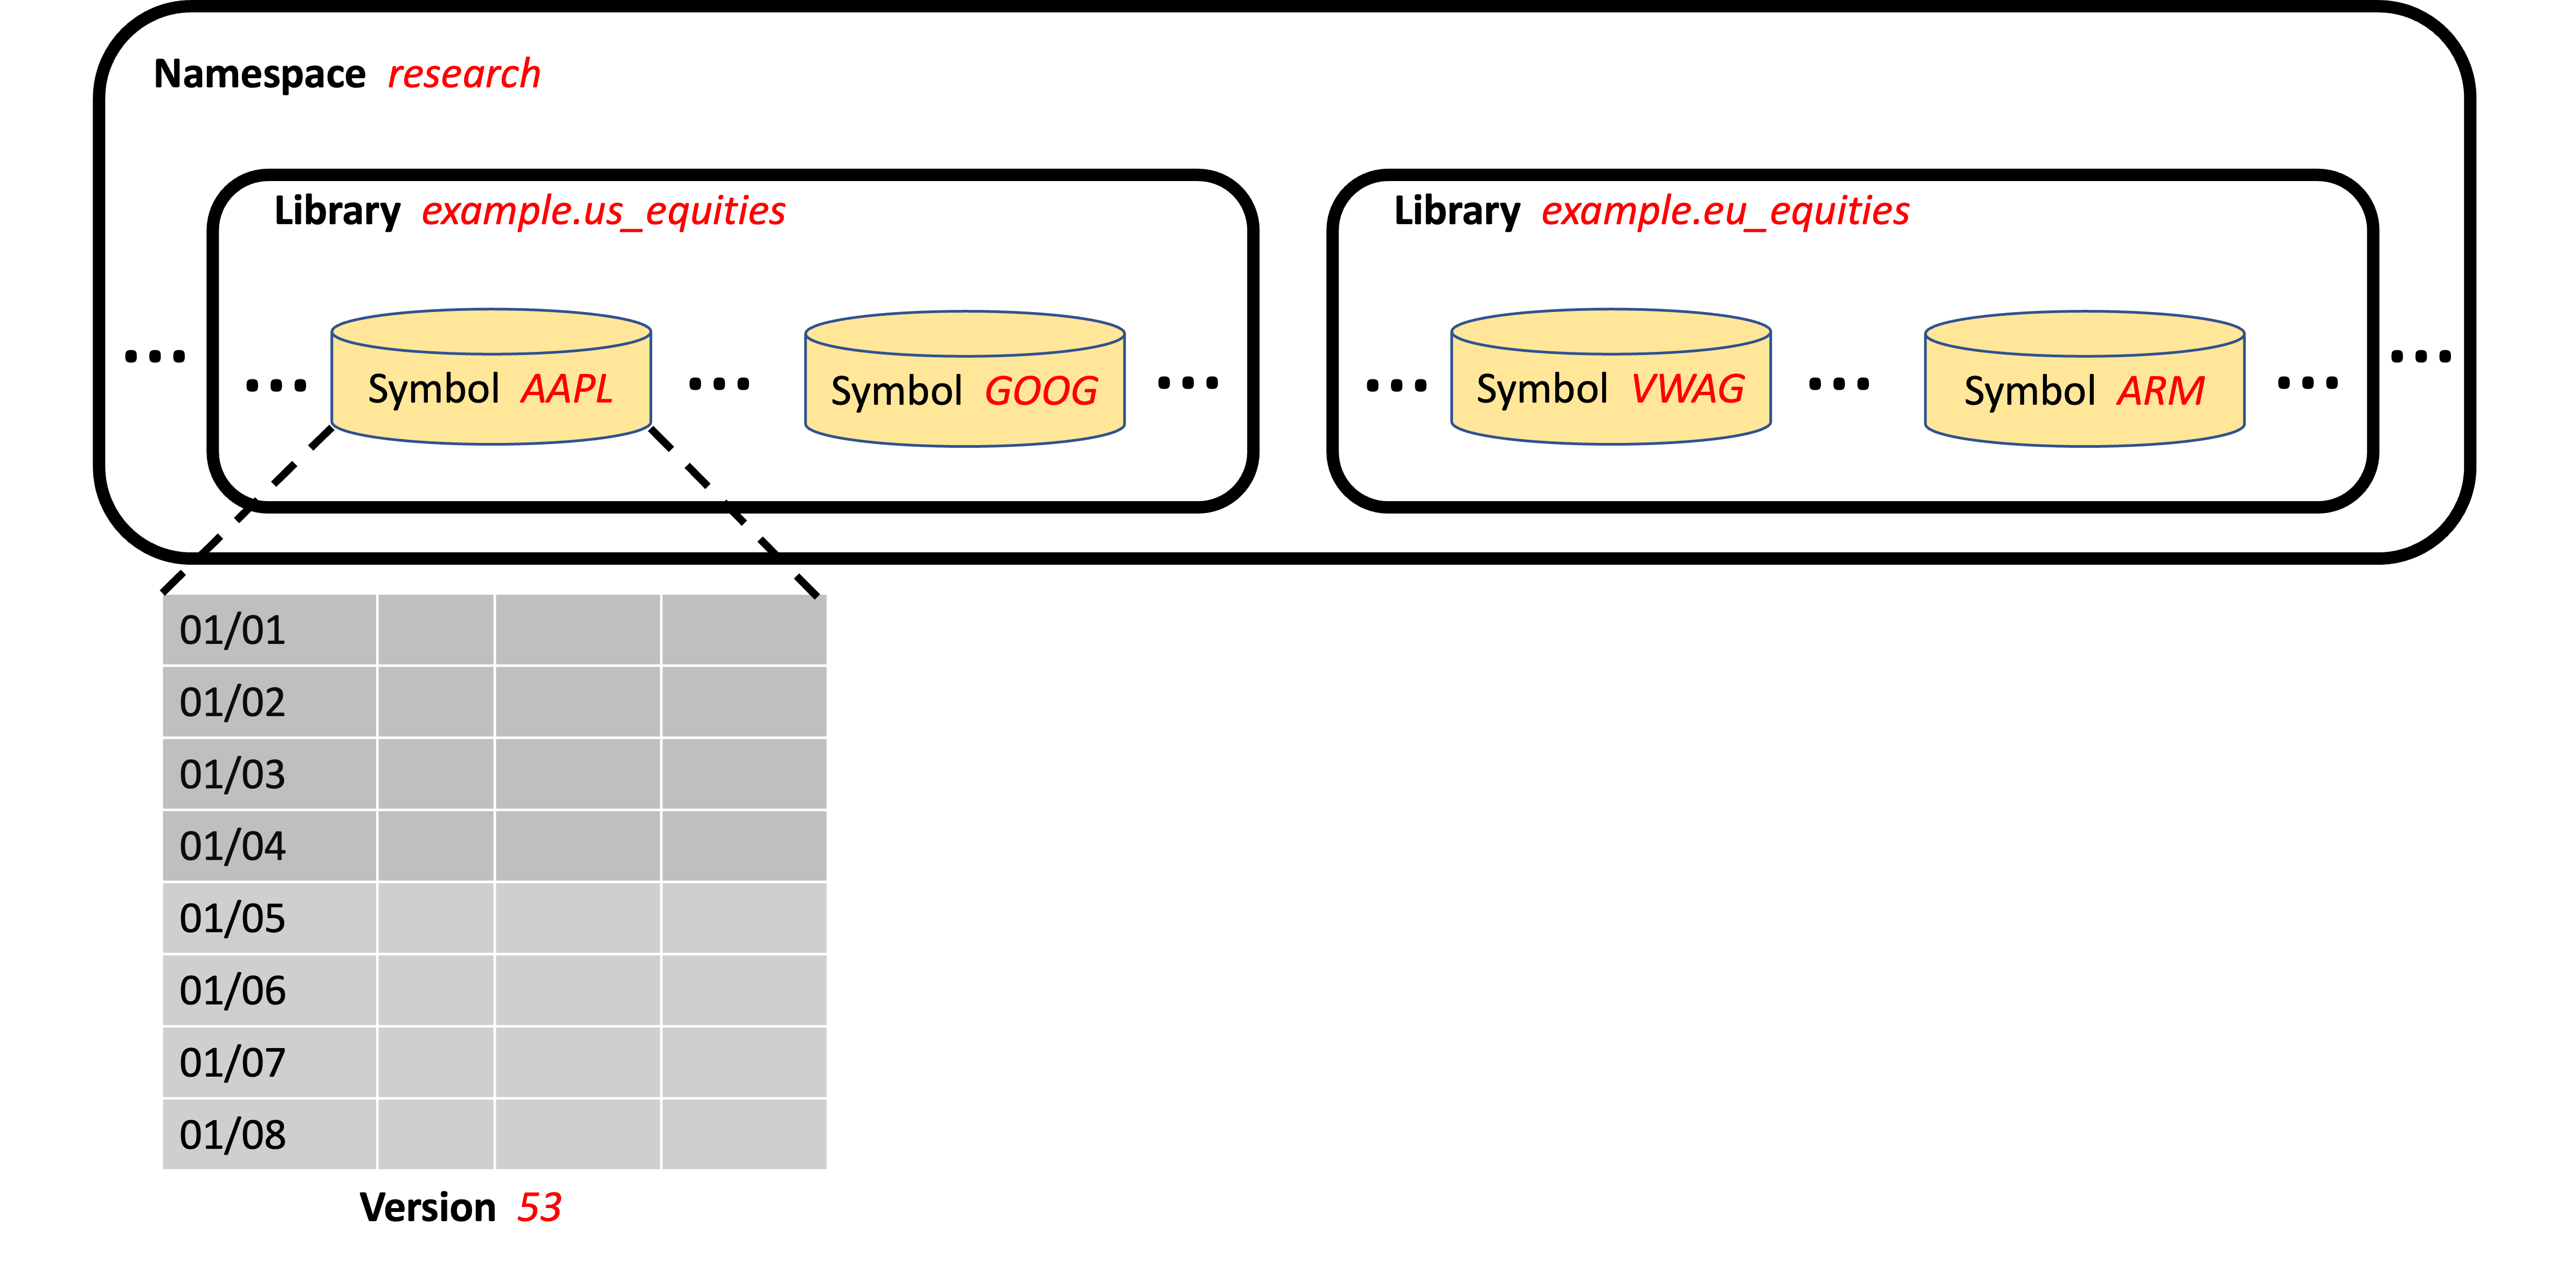 Namespace research
Library example.us_equities
Library example.eu_equities
... ... Symbol AAPL ... Symbol GOOG ... ... Symbol VWAG ... Symbol ARM ... ...
01/01
01/02
01/03
01/04
01/05
01/06
01/07
01/08
Version 53